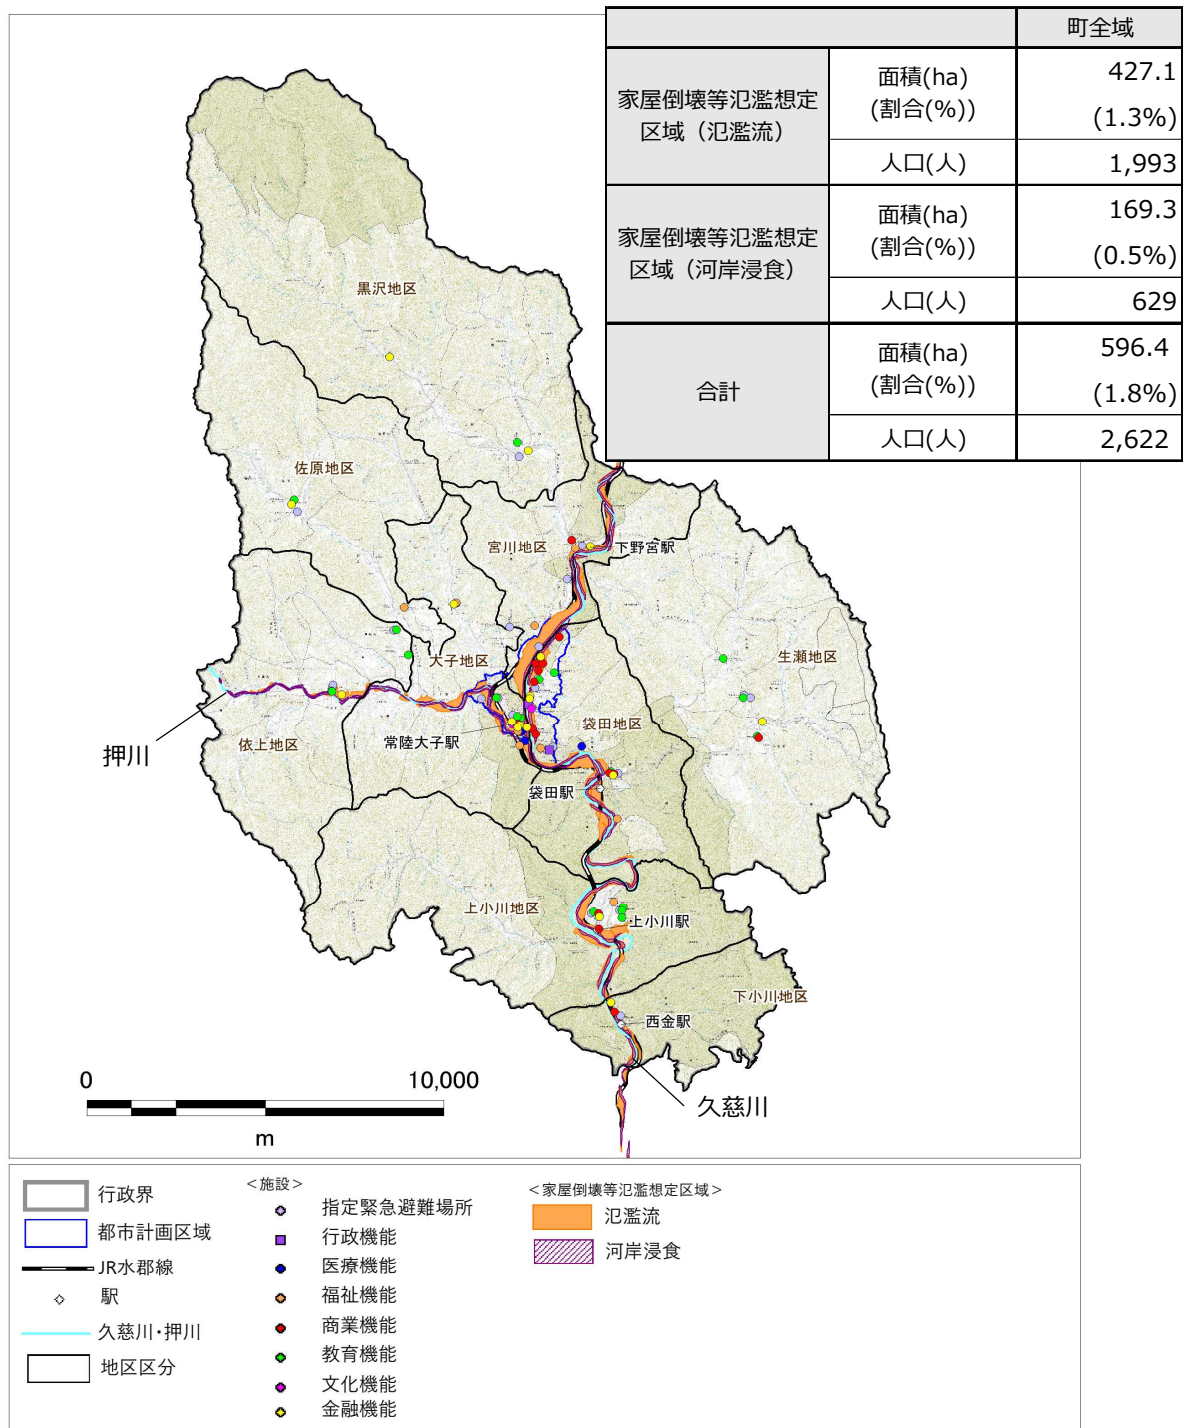 町全域
家屋倒壊等氾濫想定
区域（氾濫流）
面積(ha)
(割合(%))
427.1
(1.3%)
人口(人)
1,993
家屋倒壊等氾濫想定
区域（河岸浸食）
面積(ha)
(割合(%))
169.3
(0.5%)
人口(人)
629
合計
面積(ha)
(割合(%))
596.4
(1.8%)
人口(人)
2,622
黒沢地区
佐原地区
宮川地区
下野宮駅
大子地区
生瀬地区
袋田地区
常陸大子駅
依上地区
押川
袋田駅
上小川地区
上小川駅
下小川地区
西金駅
久慈川
0
10,000
m
行政界
都市計画区域
JR水郡線
駅
久慈川・押川
地区区分
＜施設＞
指定緊急避難場所
行政機能
医療機能
福祉機能
商業機能
教育機能
文化機能
金融機能
＜家屋倒壊等氾濫想定区域＞
氾濫流
河岸浸食